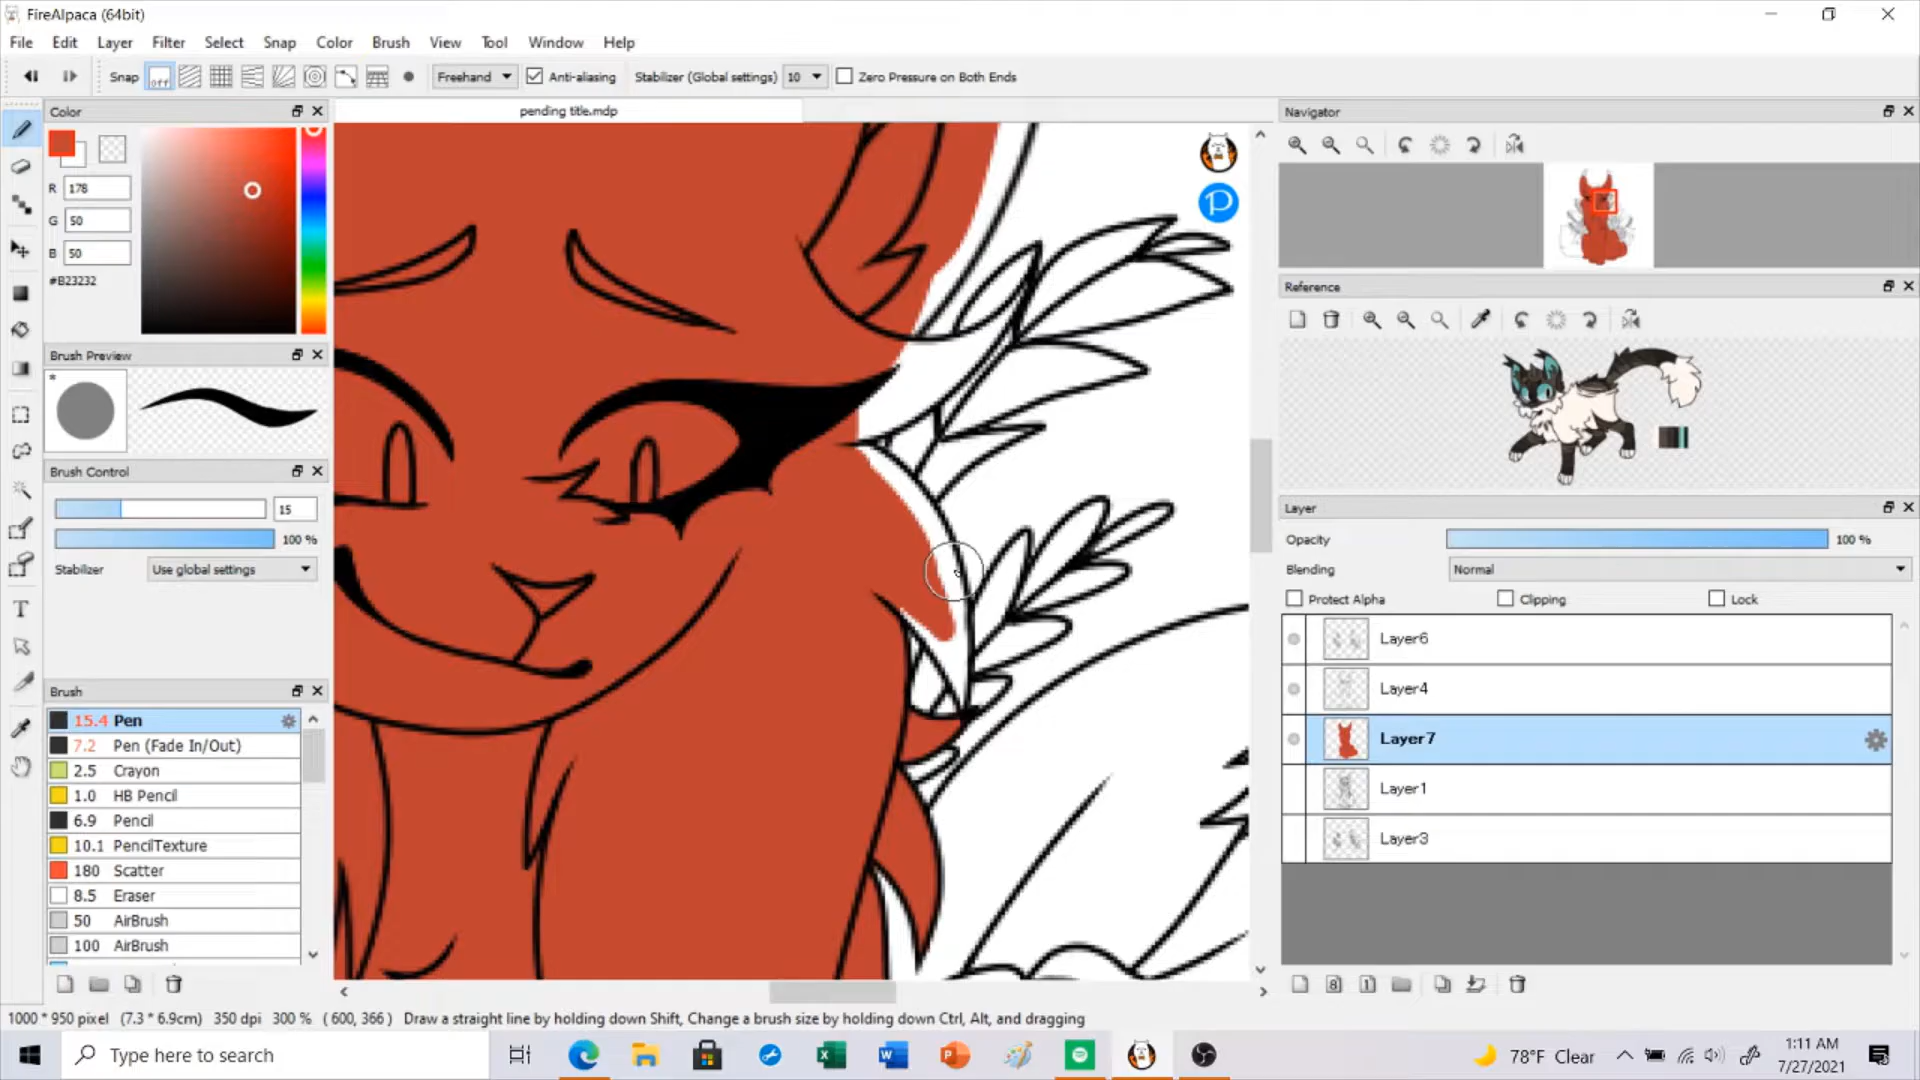 FireAlpaca (64bit)
File Edit Layer Filter Select Snap Color Brush View Tool Window Help
Snap off Freehand Anti-aliasing Stabilizer (Global settings) 10 Zero Pressure on Both Ends
Color
pending title.mdp
Navigator
R 178
G 50
B 50
#B23232
Reference
Brush Preview
*
Brush Control
15
100 %
Stabilizer Use global settings
Layer
Opacity 100 %
Blending Normal
Protect Alpha Clipping Lock
Layer6
Layer4
Layer7
Layer1
Layer3
Brush
15.4 Pen
7.2 Pen (Fade In/Out)
2.5 Crayon
1.0 HB Pencil
6.9 Pencil
10.1 PencilTexture
180 Scatter
8.5 Eraser
50 AirBrush
100 AirBrush
8 1
1000 * 950 pixel (7.3 * 6.9cm) 350 dpi 300 % ( 600, 366 ) Draw a straight line by holding down Shift, Change a brush size by holding down Ctrl, Alt, and dragging
Type here to search
78°F Clear
1:11 AM
7/27/2021